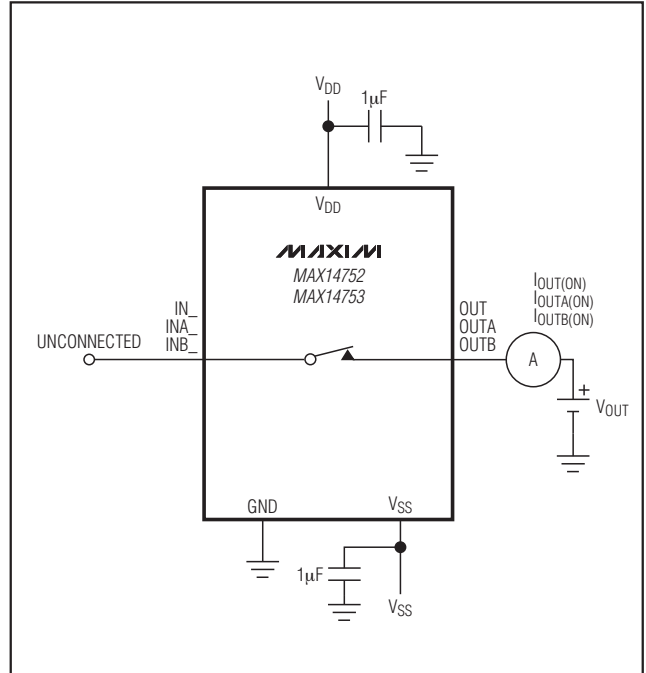 VDD
1µF
VDD
MAXIM
MAX14752
MAX14753
IN_
INA_
INB_
UNCONNECTED
OUT
OUTA
OUTB
IOUT(ON)
IOUTA(ON)
IOUTB(ON)
A
+
VOUT
GND
VSS
1µF
VSS